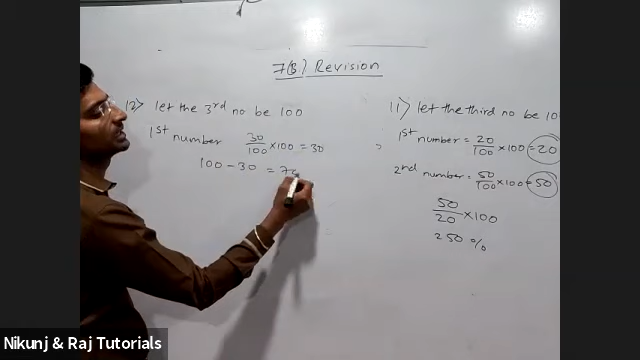 7(B) Revision
12) let the 3rd no be 100
1st number 30/100 × 100 = 30
100 − 30 = 70
11) let the third no be 10
1st number = 20/100 × 100 = 20
2nd number = 50/100 × 100 = 50
50/20 × 100
250 %
Nikunj & Raj Tutorials